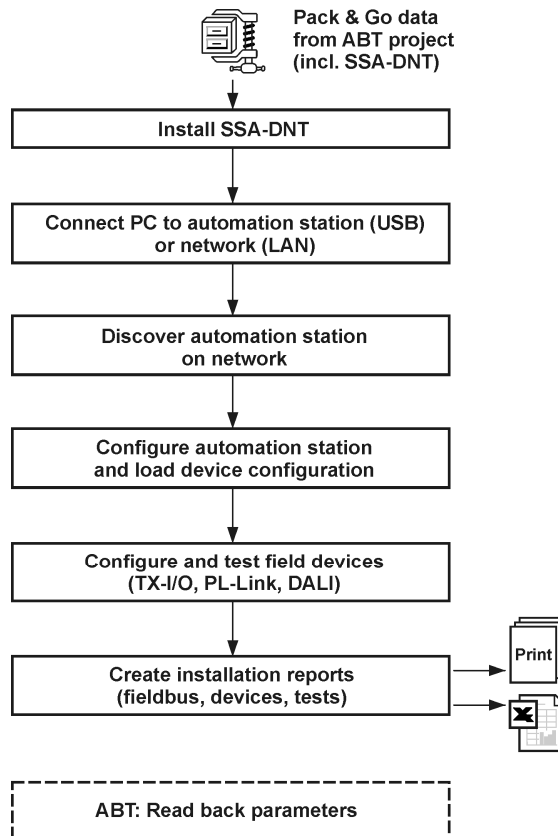 Pack & Go data
from ABT project
(incl. SSA-DNT)
Install SSA-DNT
Connect PC to automation station (USB)
or network (LAN)
Discover automation station
on network
Configure automation station
and load device configuration
Configure and test field devices
(TX-I/O, PL-Link, DALI)
Create installation reports
(fieldbus, devices, tests)
Print
X
ABT: Read back parameters